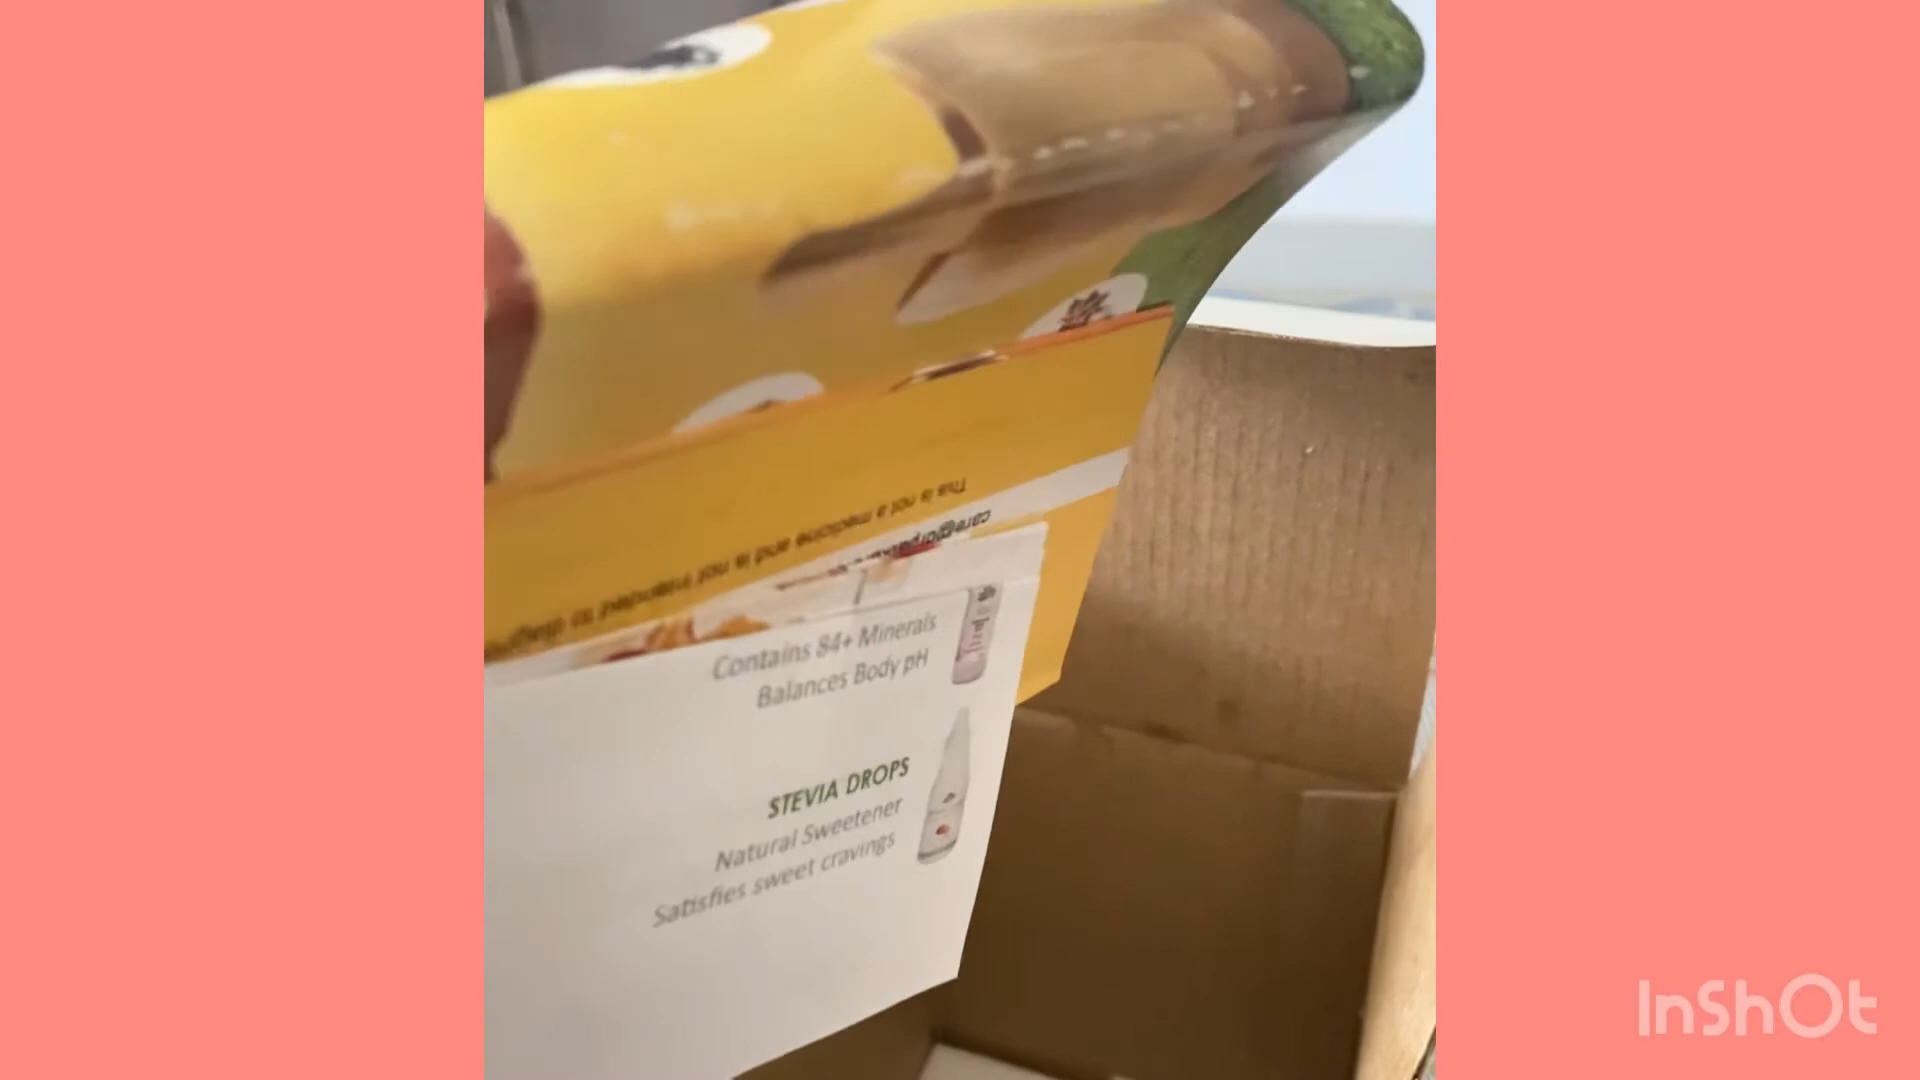 This is not a medicine and is not intended to
Contains 84+ Minerals
Balances Body pH
STEVIA DROPS
Natural Sweetener
Satisfies sweet cravings
InShOt